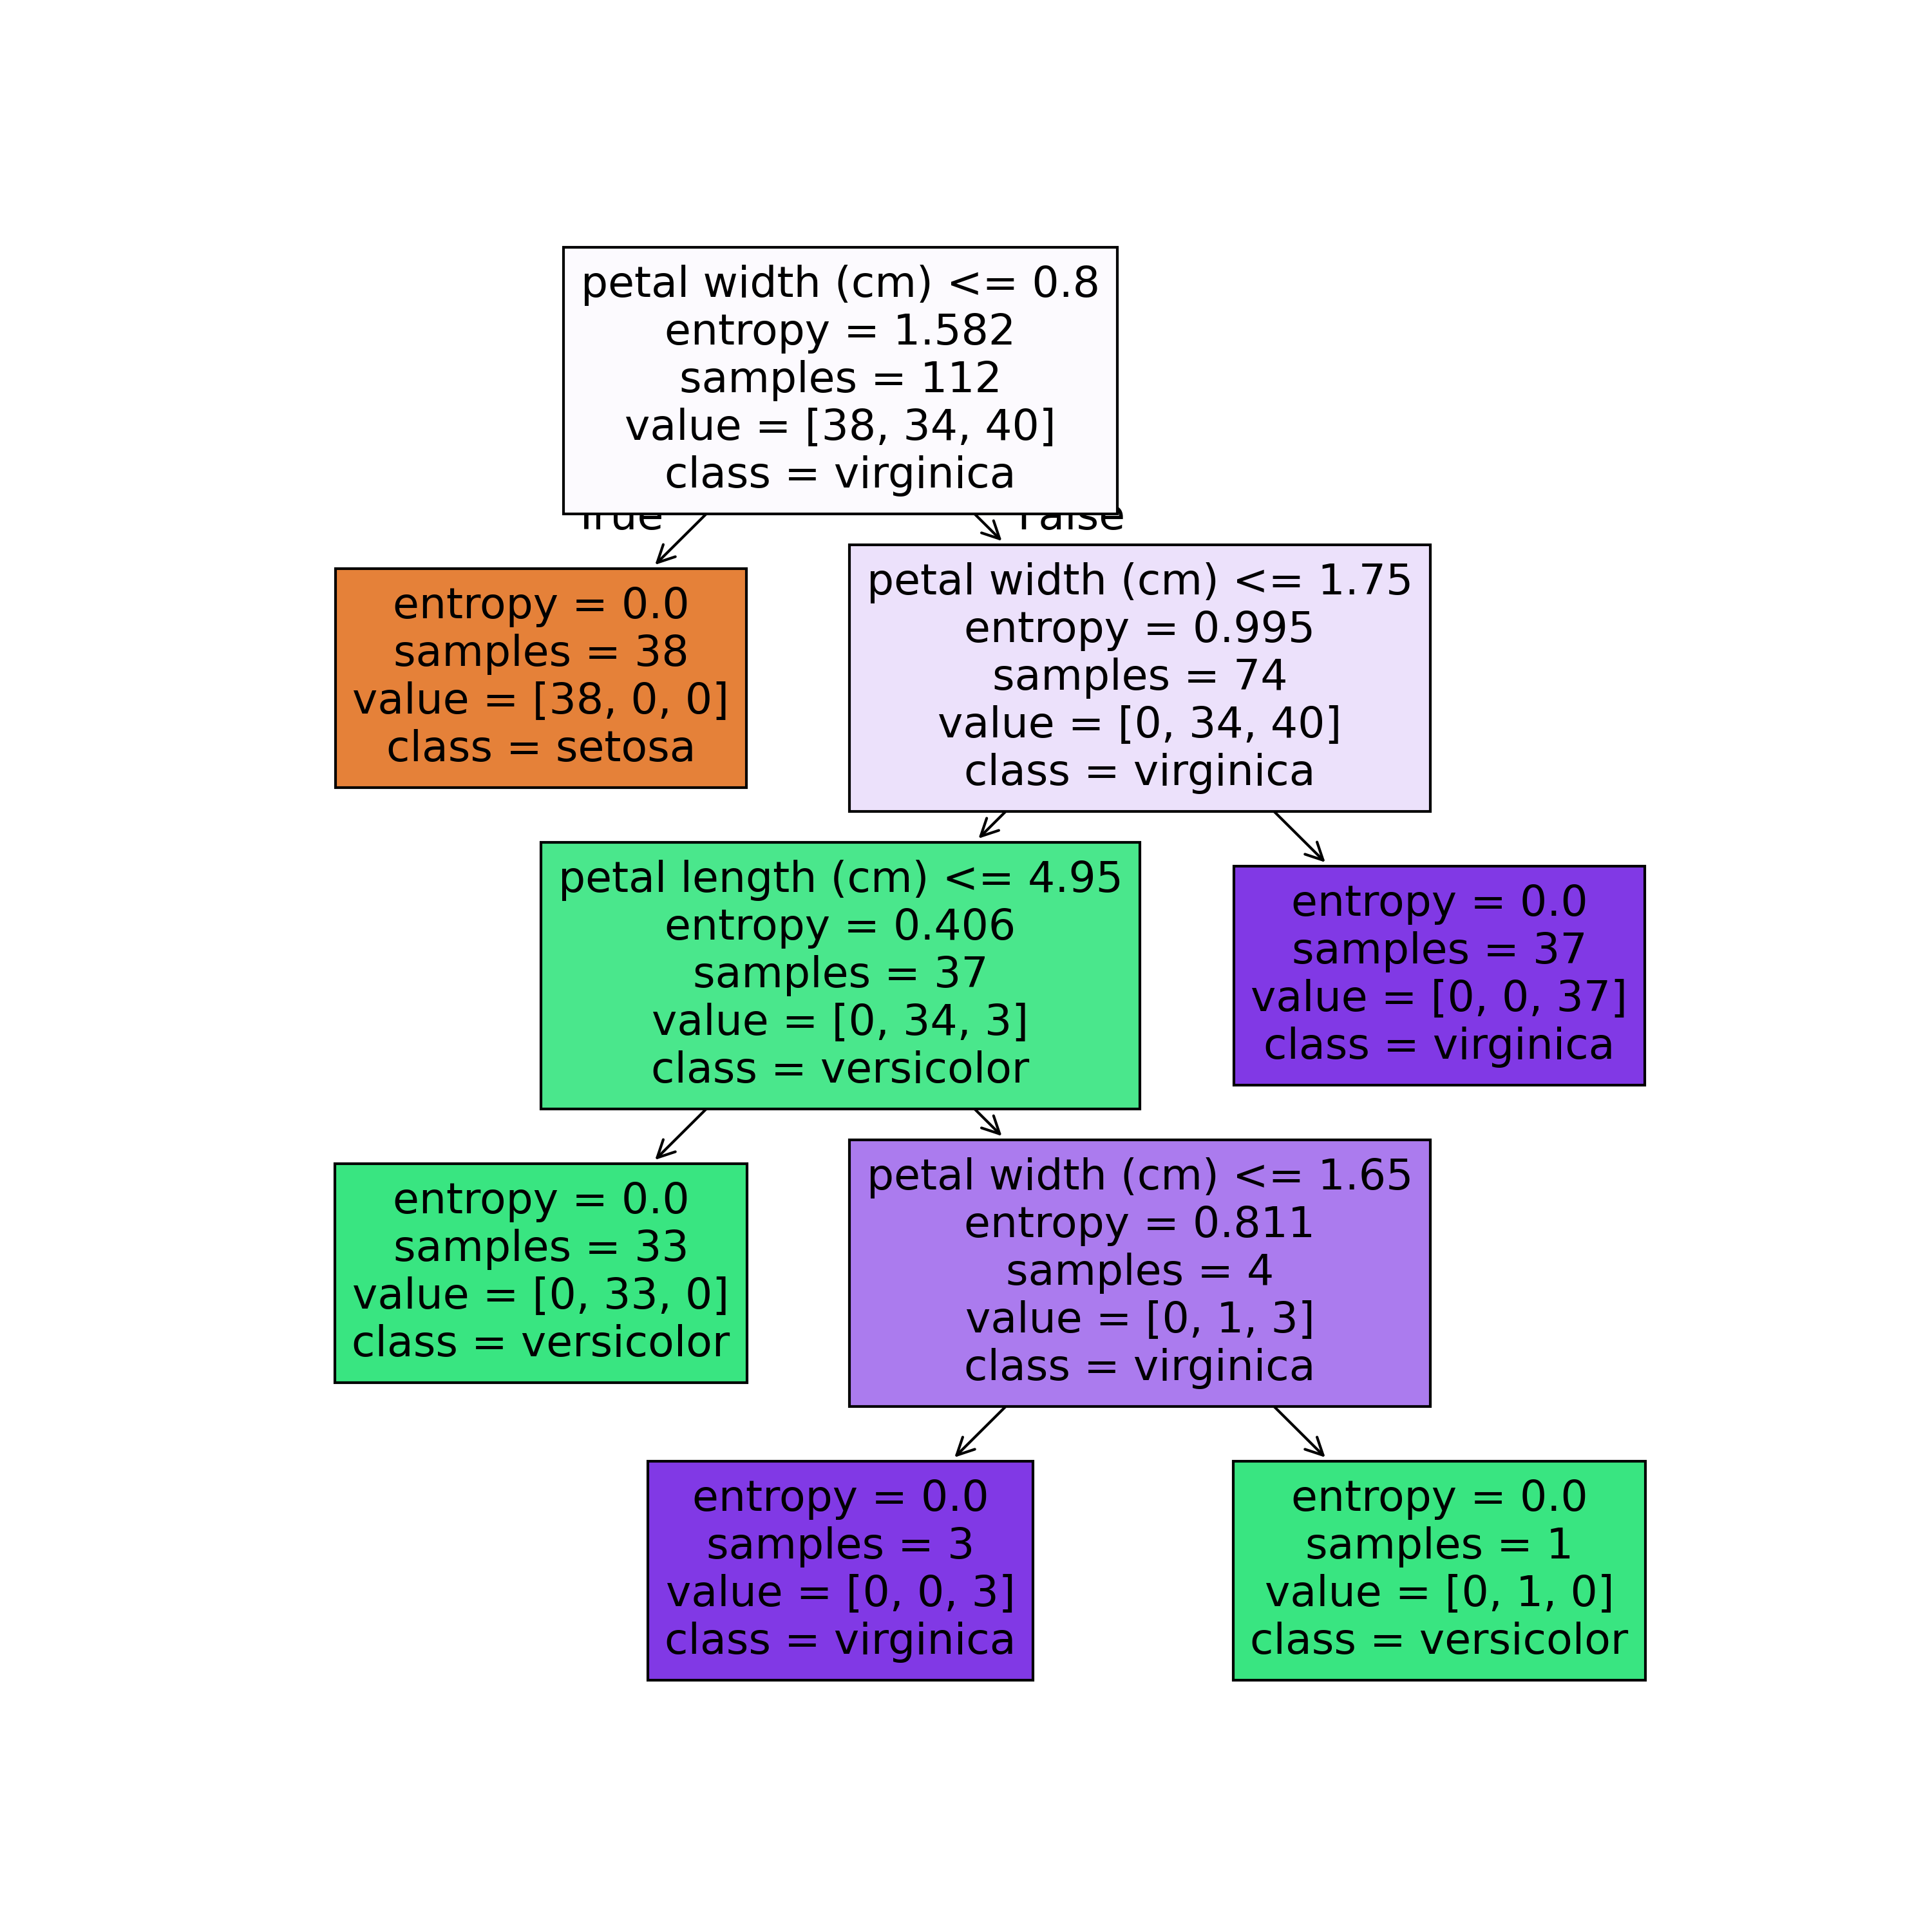 petal width (cm) <= 0.8
entropy = 1.582
samples = 112
value = [38, 34, 40]
class = virginica
True
False
entropy = 0.0
samples = 38
value = [38, 0, 0]
class = setosa
petal width (cm) <= 1.75
entropy = 0.995
samples = 74
value = [0, 34, 40]
class = virginica
petal length (cm) <= 4.95
entropy = 0.406
samples = 37
value = [0, 34, 3]
class = versicolor
entropy = 0.0
samples = 37
value = [0, 0, 37]
class = virginica
entropy = 0.0
samples = 33
value = [0, 33, 0]
class = versicolor
petal width (cm) <= 1.65
entropy = 0.811
samples = 4
value = [0, 1, 3]
class = virginica
entropy = 0.0
samples = 3
value = [0, 0, 3]
class = virginica
entropy = 0.0
samples = 1
value = [0, 1, 0]
class = versicolor